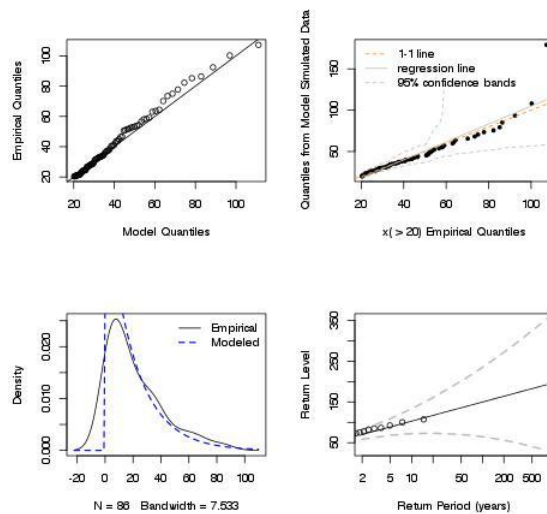 Empirical Quantiles
100
80
60
40
20
20 40 60 80 100
Model Quantiles
Quantiles from Model Simulated Data
150
100
50
1-1 line
regression line
95% confidence bands
20 40 60 80 100
x( > 20) Empirical Quantiles
Density
0.020
0.010
0.000
Empirical
Modeled
-20 0 20 40 60 80 100
N = 86 Bandwidth = 7.533
Return Level
350
250
150
50
2 5 10 50 200 500
Return Period (years)